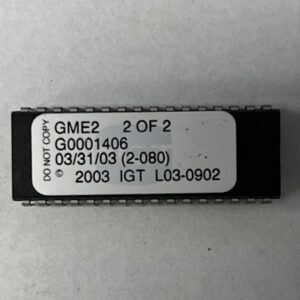 DO NOT COPY
GME2 2 OF 2
G0001406
03/31/03 (2-080)
© 2003 IGT L03-0902